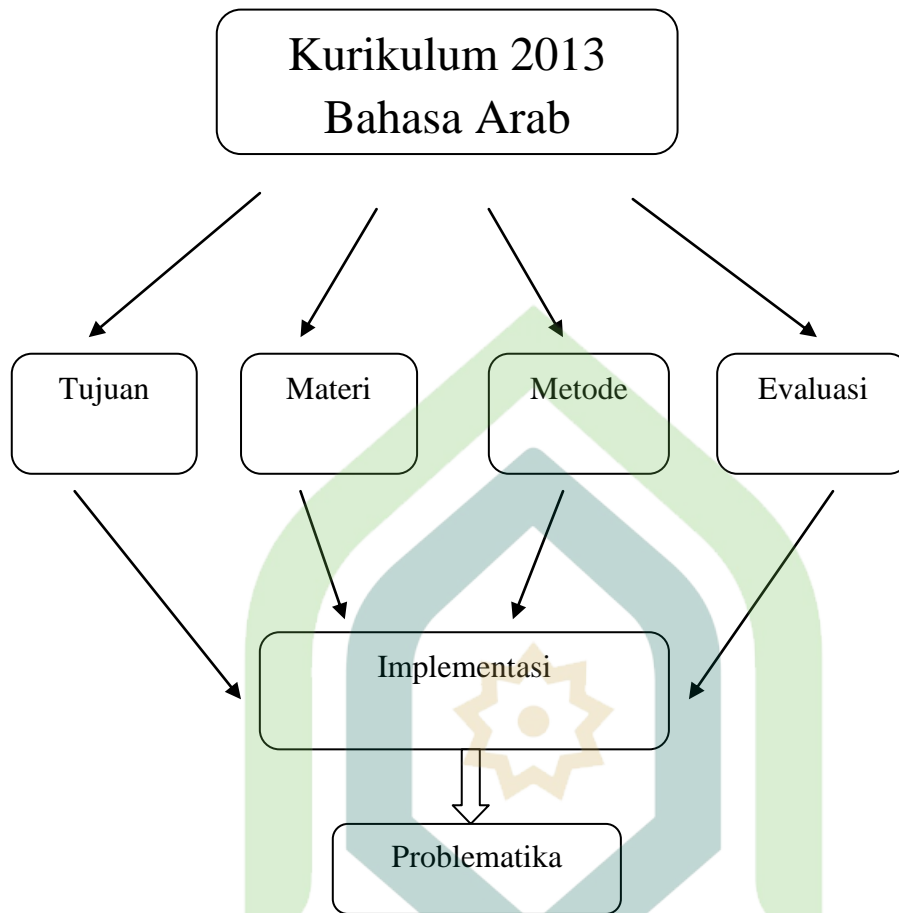 Kurikulum 2013
Bahasa Arab
Tujuan
Materi
Metode
Evaluasi
Implementasi
Problematika